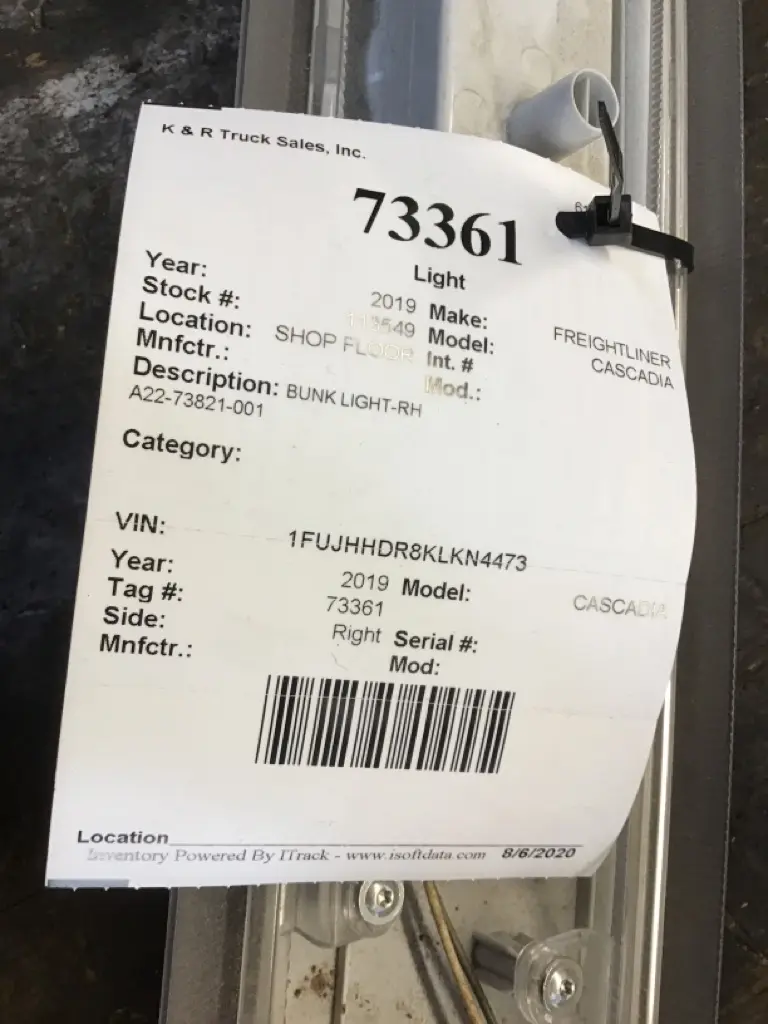 K & R Truck Sales, Inc.
73361
Light
Year: 2019 Make: FREIGHTLINER
Stock #: Model: CASCADIA
Location: SHOP FLOOR Int. #
Mnfctr.: Mod.:
Description: BUNK LIGHT-RH
A22-73821-001
Category:
VIN: 1FUJHHDR8KLKN4473
Year: 2019 Model: CASCADIA
Tag #: 73361
Side: Right Serial #:
Mnfctr.: Mod:
Location
Inventory Powered By ITrack - www.isoftdata.com 8/6/2020